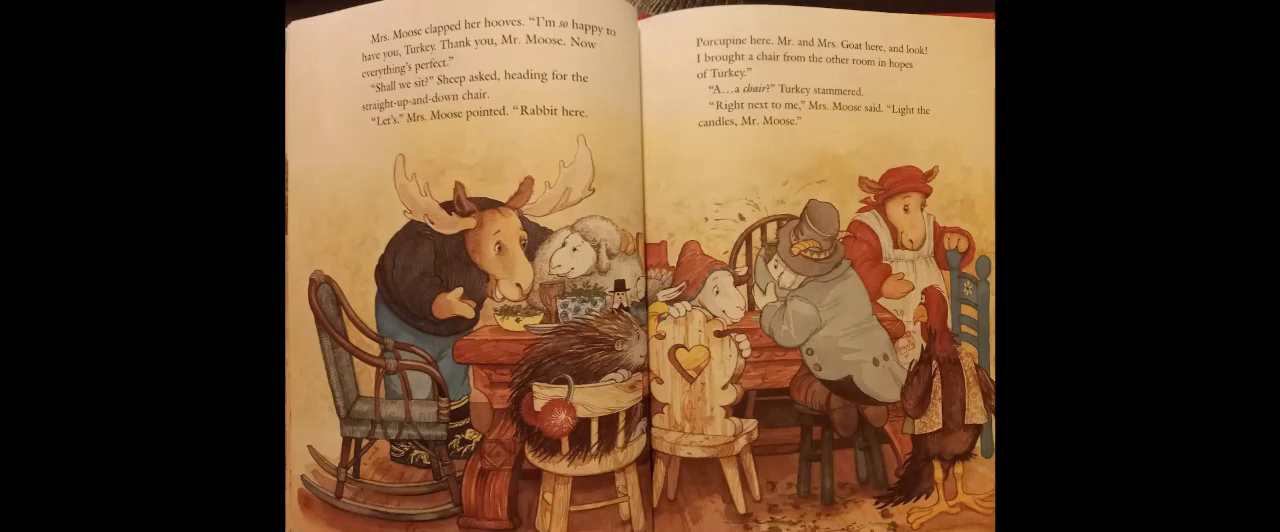 Mrs. Moose clapped her hooves. “I'm so happy to
have you, Turkey. Thank you, Mr. Moose. Now
everything's perfect.”
“Shall we sit?” Sheep asked, heading for the
straight-up-and-down chair.
“Let's.” Mrs. Moose pointed. “Rabbit here.
Porcupine here. Mr. and Mrs. Goat here, and look!
I brought a chair from the other room in hopes
of Turkey.”
“A…a chair?” Turkey stammered.
“Right next to me,” Mrs. Moose said. “Light the
candles, Mr. Moose.”